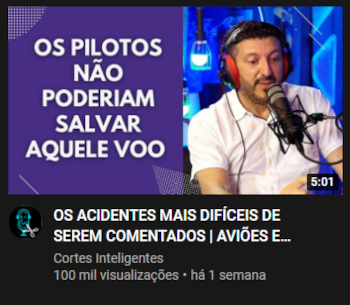 OS PILOTOS
NÃO
PODERIAM
SALVAR
AQUELE VOO
5:01
OS ACIDENTES MAIS DIFÍCEIS DE
SEREM COMENTADOS | AVIÕES E...
Cortes Inteligentes
100 mil visualizações • há 1 semana